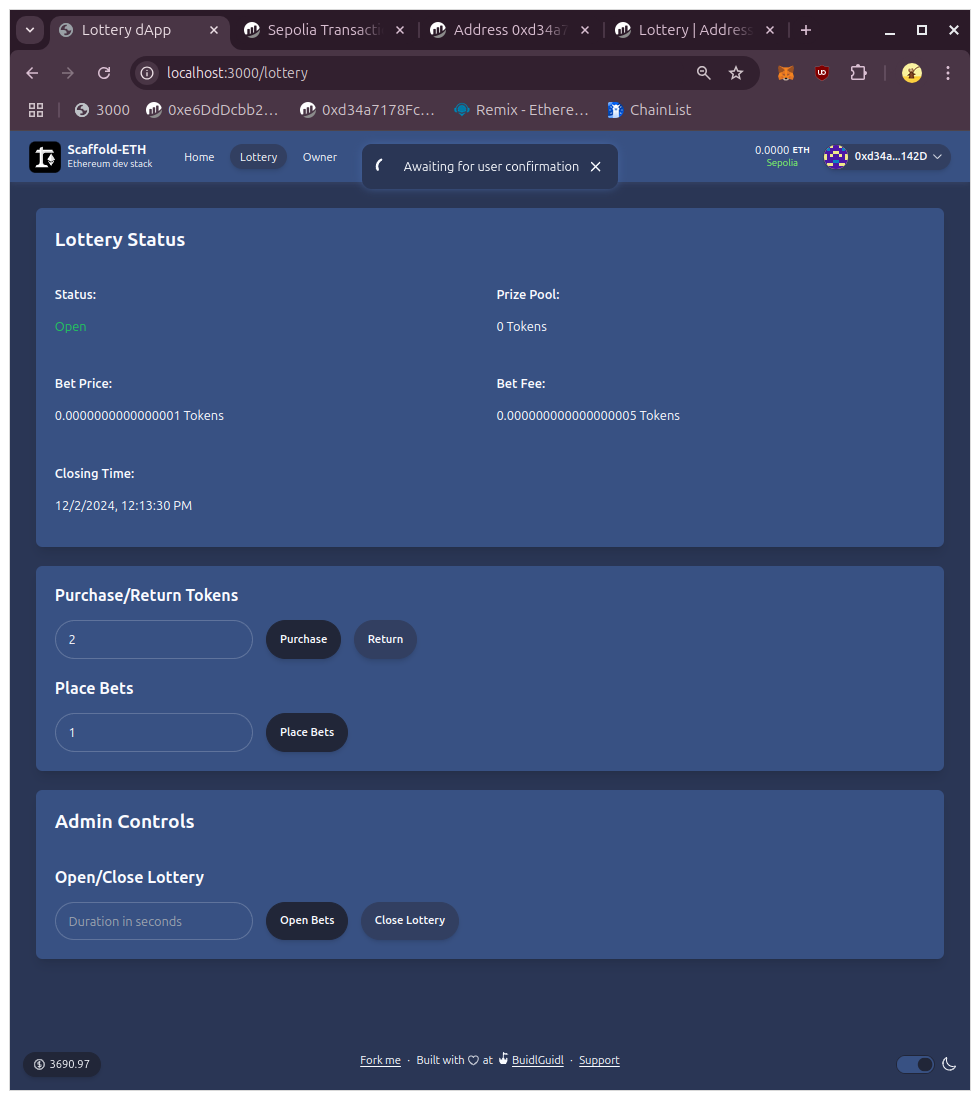 Lottery dApp
Sepolia Transacti
Address 0xd34a7
Lottery | Address
localhost:3000/lottery
3000
0xe6DdDcbb2...
0xd34a7178Fc...
Remix - Ethere...
ChainList
Scaffold-ETH
Ethereum dev stack
Home
Lottery
Owner
Awaiting for user confirmation
0.0000 ETH
Sepolia
0xd34a...142D
Lottery Status
Status:
Prize Pool:
Open
0 Tokens
Bet Price:
Bet Fee:
0.0000000000000001 Tokens
0.000000000000000005 Tokens
Closing Time:
12/2/2024, 12:13:30 PM
Purchase/Return Tokens
2
Purchase
Return
Place Bets
1
Place Bets
Admin Controls
Open/Close Lottery
Duration in seconds
Open Bets
Close Lottery
3690.97
Fork me · Built with ♡ at BuidlGuidl · Support